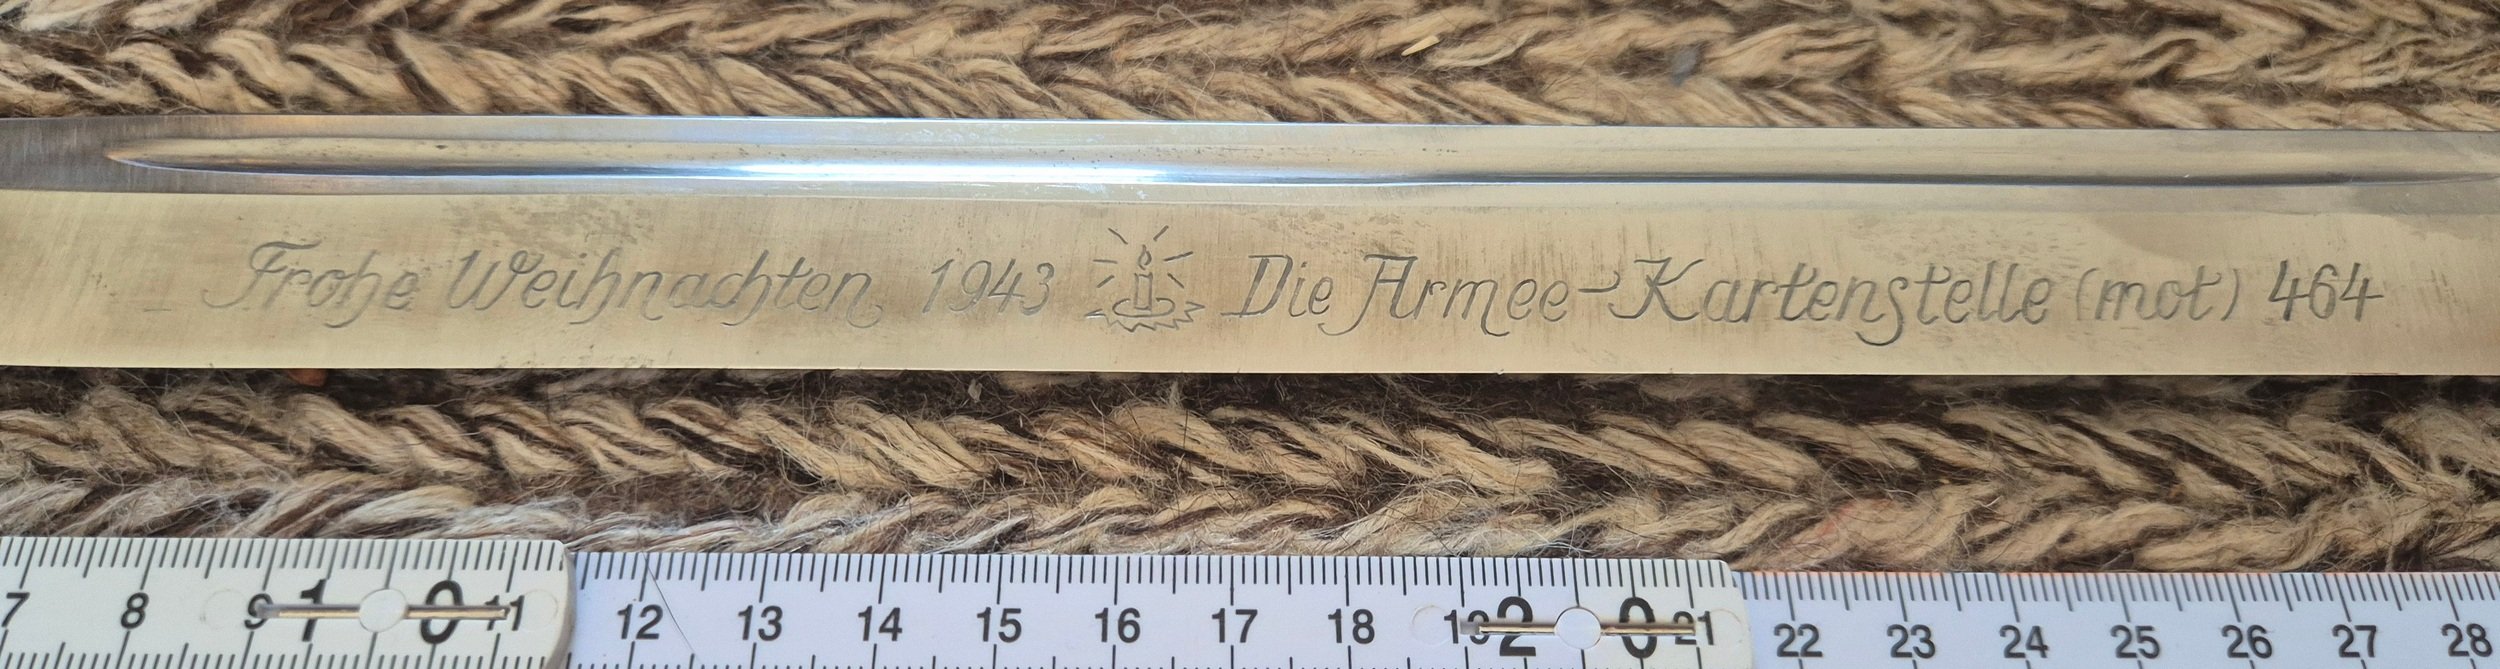 Frohe Weihnachten 1943 Die Armee-Kartenstelle (mot) 464
7 8 9 10 11 12 13 14 15 16 17 18 19 20 21 22 23 24 25 26 27 28